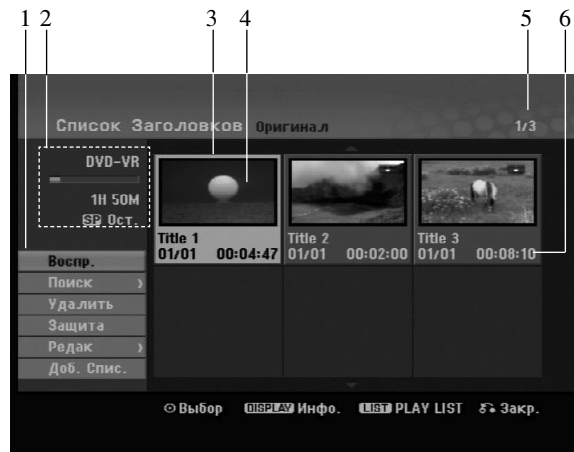 1 2 3 4 5 6
Список Заголовков Оригинал 1/3
DVD-VR
1H 50M
SP Ост.
Title 1
01/01 00:04:47
Title 2
01/01 00:02:00
Title 3
01/01 00:08:10
Воспр.
Поиск
Удалить
Защита
Редак
Доб. Спис.
Выбор DISPLAY Инфо. LIST PLAY LIST Закр.